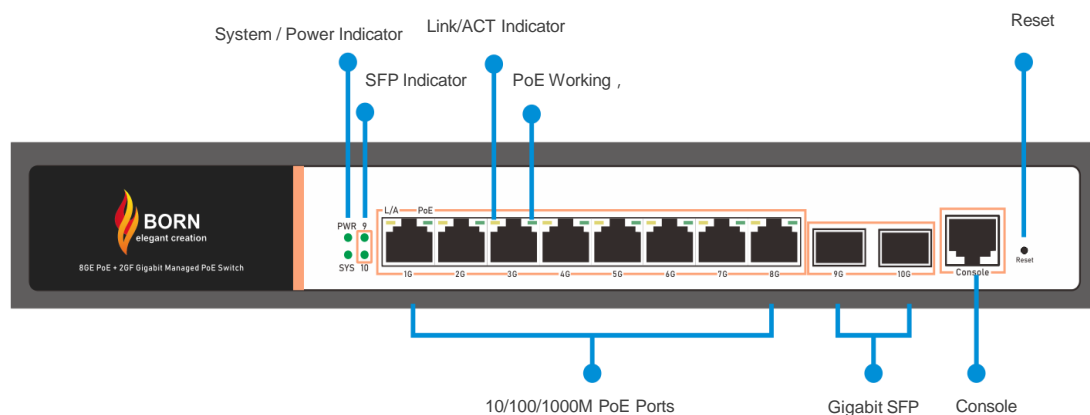 Reset
Link/ACT Indicator
System / Power Indicator
SFP Indicator
PoE Working ,
L/A PoE
PWR 9
SYS 10
BORN
elegant creation
8GE PoE + 2GF Gigabit Managed PoE Switch
1G 2G 3G 4G 5G 6G 7G 8G 9G 10G
Console
Reset
10/100/1000M PoE Ports
Gigabit SFP
Console